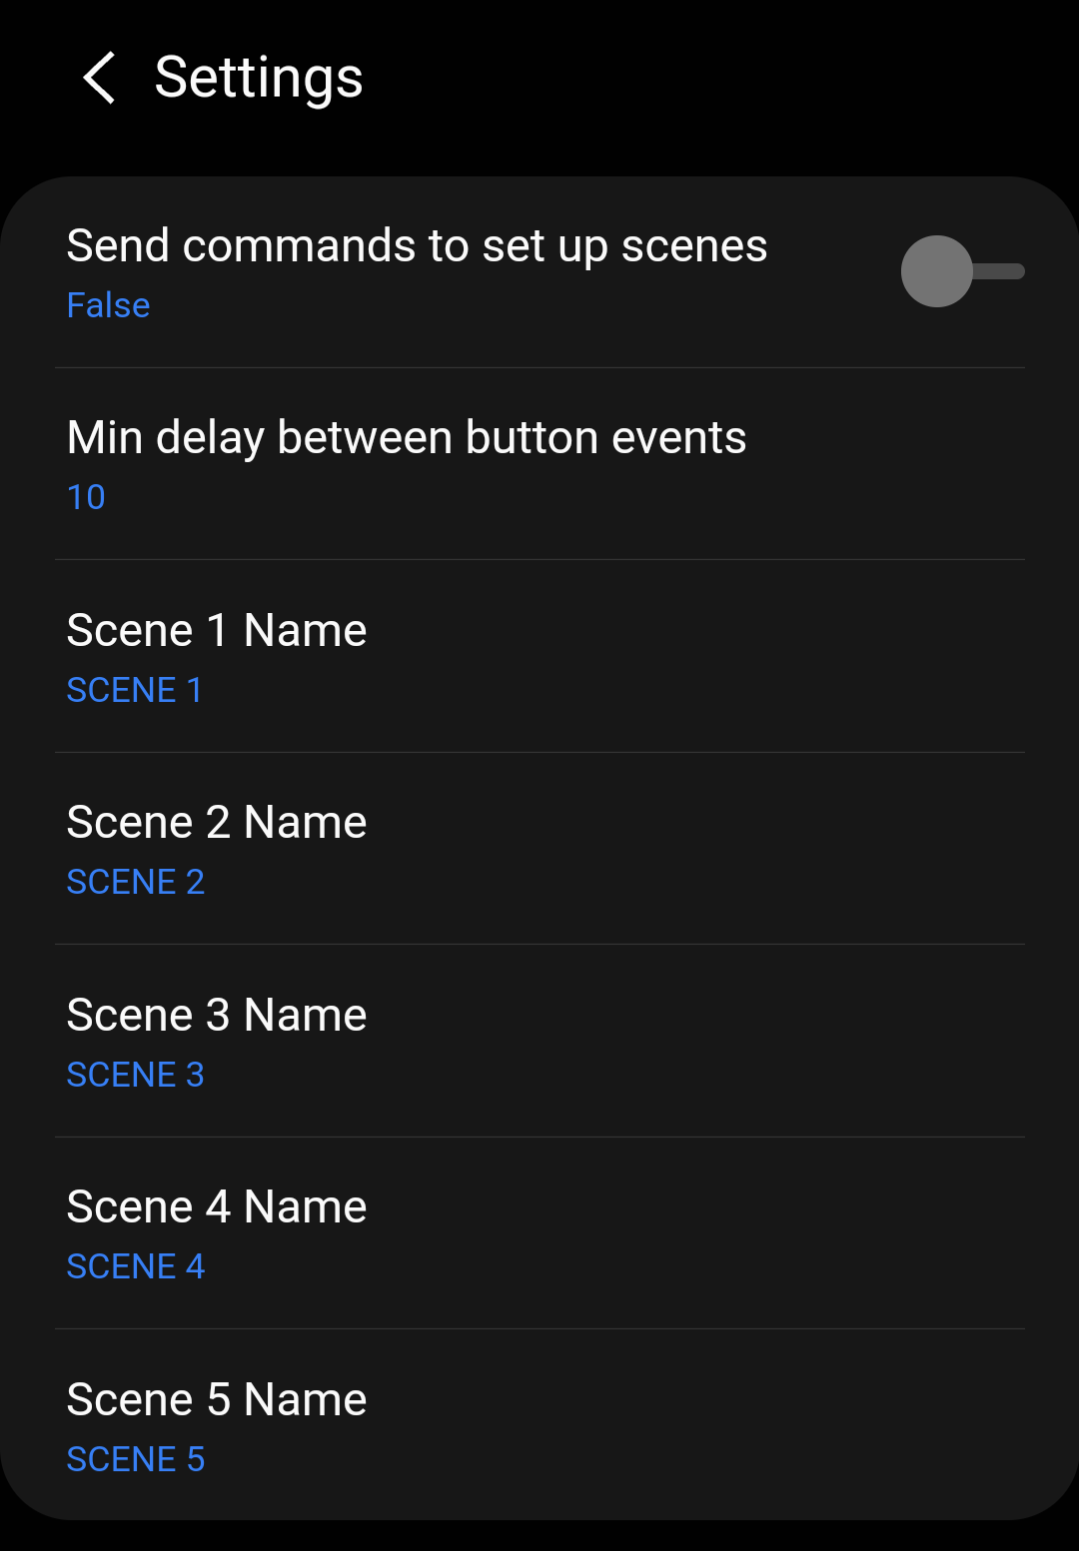 Settings
Send commands to set up scenes
False
Min delay between button events
10
Scene 1 Name
SCENE 1
Scene 2 Name
SCENE 2
Scene 3 Name
SCENE 3
Scene 4 Name
SCENE 4
Scene 5 Name
SCENE 5